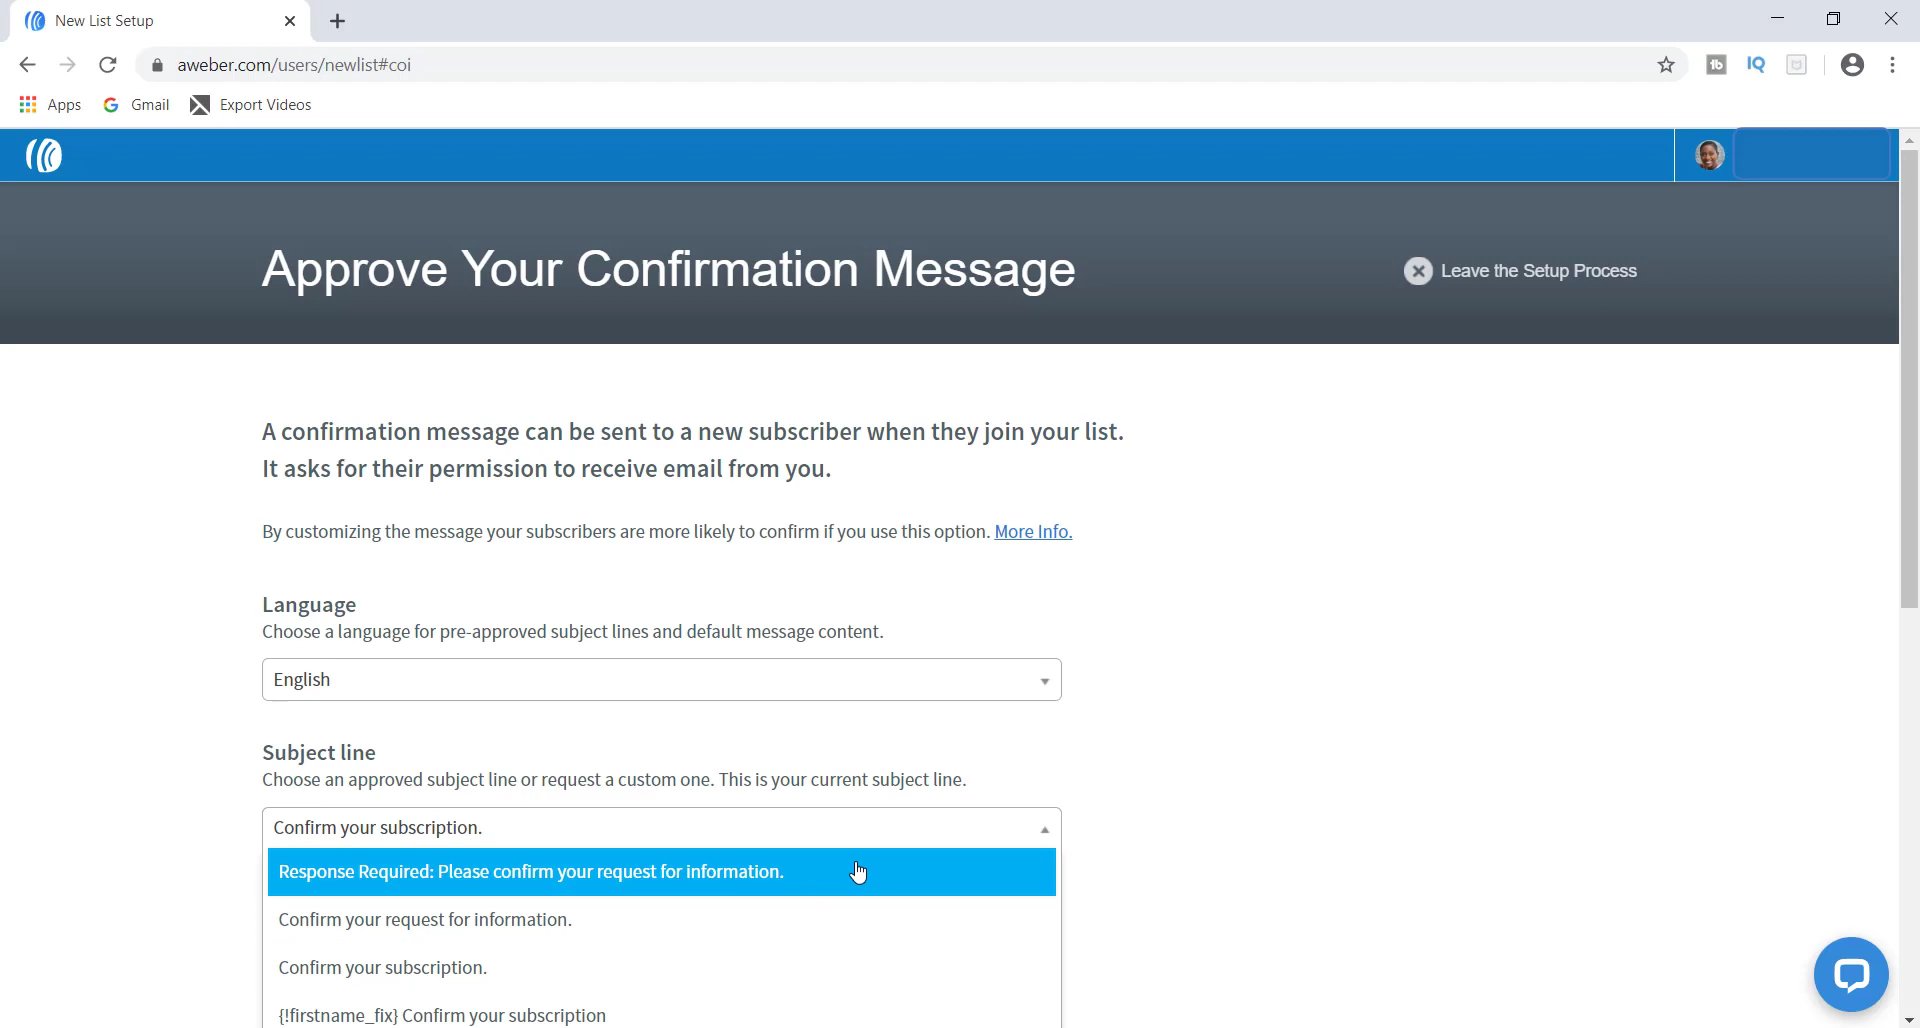 New List Setup
aweber.com/users/newlist#coi
tb
IQ
Apps
Gmail
Export Videos
Approve Your Confirmation Message
Leave the Setup Process
A confirmation message can be sent to a new subscriber when they join your list.
It asks for their permission to receive email from you.
By customizing the message your subscribers are more likely to confirm if you use this option. More Info.
Language
Choose a language for pre-approved subject lines and default message content.
English
Subject line
Choose an approved subject line or request a custom one. This is your current subject line.
Confirm your subscription.
Response Required: Please confirm your request for information.
Confirm your request for information.
Confirm your subscription.
{!firstname_fix} Confirm your subscription